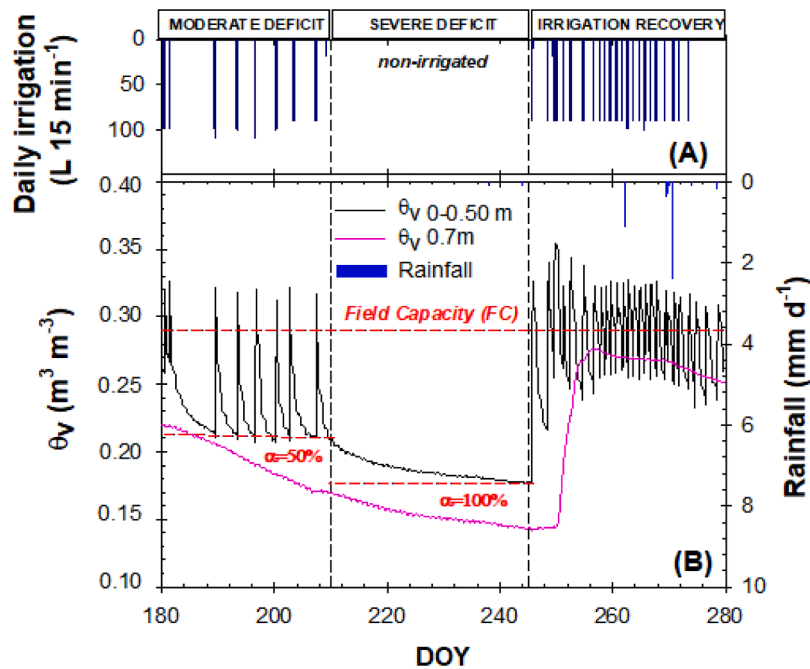 MODERATE DEFICIT
SEVERE DEFICIT
IRRIGATION RECOVERY
Daily irrigation
(L 15 min⁻¹)
0
50
100
non-irrigated
(A)
θV (m³ m⁻³)
0.40
0.35
0.30
0.25
0.20
0.15
0.10
θV 0-0.50 m
θV 0.7m
Rainfall
Field Capacity (FC)
α=50%
α=100%
(B)
0
2
4
6
8
10
Rainfall (mm d⁻¹)
180
200
220
240
260
280
DOY